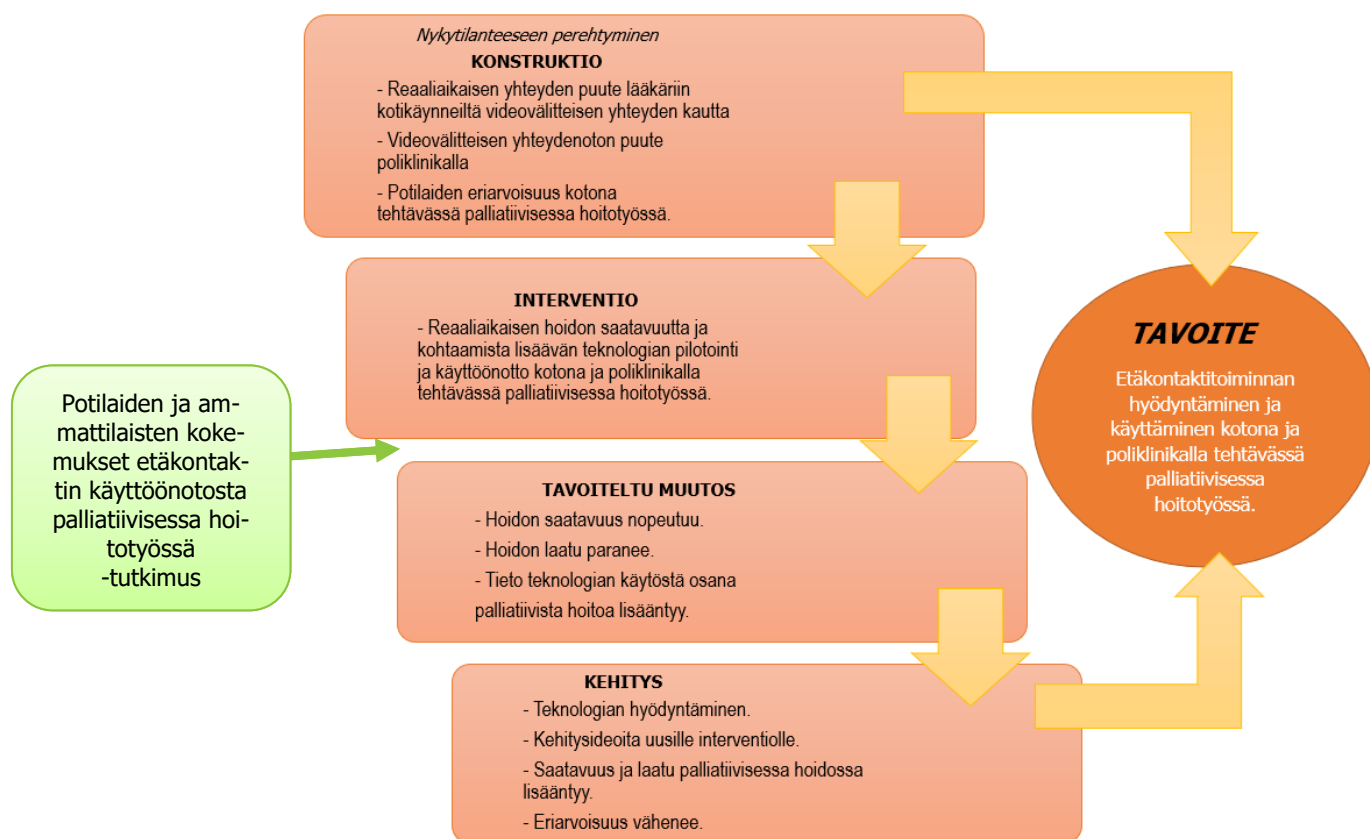 Nykytilanteeseen perehtyminen
KONSTRUKTIO
- Reaaliaikaisen yhteyden puute lääkäriin
kotikäynneiltä videovälitteisen yhteyden kautta
- Videovälitteisen yhteydenoton puute
poliklinikalla
- Potilaiden eriarvoisuus kotona
tehtävässä palliatiivisessa hoitotyössä.
INTERVENTIO
- Reaaliaikaisen hoidon saatavuutta ja
kohtaamista lisäävän teknologian pilotointi
ja käyttöönotto kotona ja poliklinikalla
tehtävässä palliatiivisessa hoitotyössä.
Potilaiden ja am-
mattilaisten koke-
mukset etäkontak-
tin käyttöönotosta
palliatiivisessa hoi-
totyössä
-tutkimus
TAVOITELTU MUUTOS
- Hoidon saatavuus nopeutuu.
- Hoidon laatu paranee.
- Tieto teknologian käytöstä osana
palliatiivista hoitoa lisääntyy.
KEHITYS
- Teknologian hyödyntäminen.
- Kehitysideoita uusille interventiolle.
- Saatavuus ja laatu palliatiivisessa hoidossa
lisääntyy.
- Eriarvoisuus vähenee.
TAVOITE
Etäkontaktitoiminnan
hyödyntäminen ja
käyttäminen kotona ja
poliklinikalla tehtävässä
palliatiivisessa
hoitotyössä.